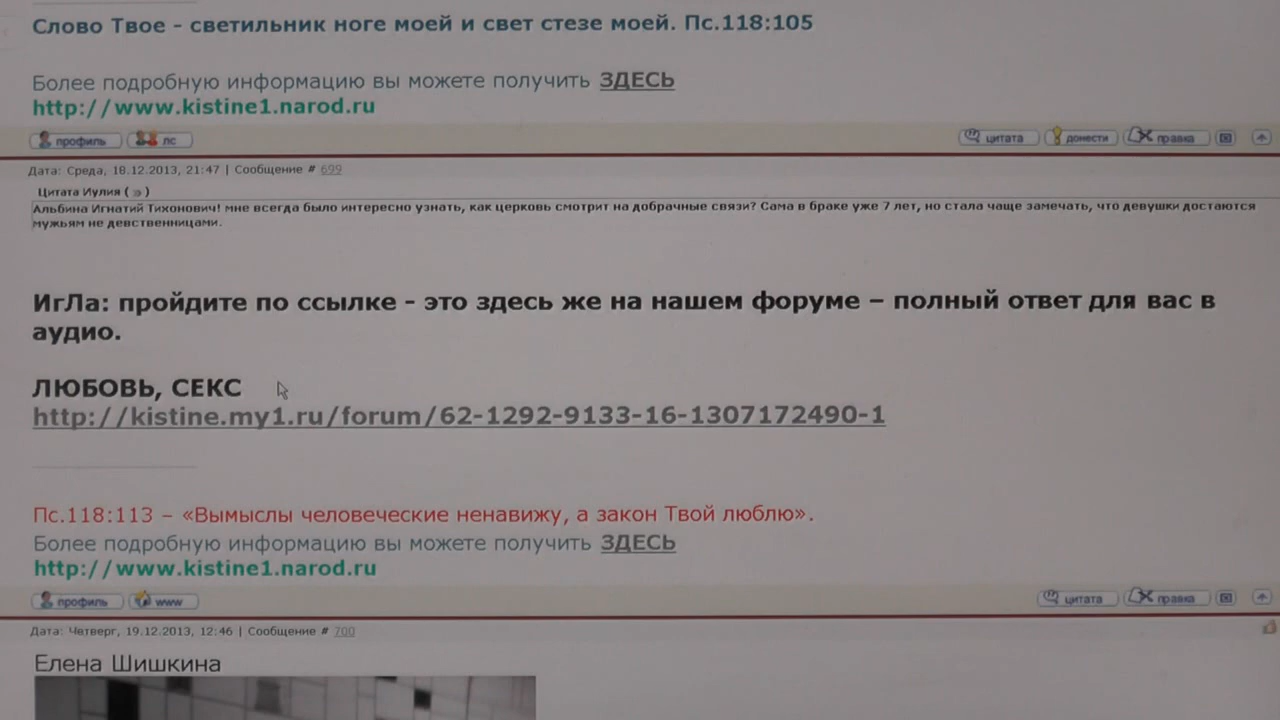 Слово Твое - светильник ноге моей и свет стезе моей. Пс.118:105
Более подробную информацию вы можете получить ЗДЕСЬ
http://www.kistine1.narod.ru
профиль лс цитата донести правка
Дата: Среда, 18.12.2013, 21:47 | Сообщение # 699
Цитата Иулия ( » )
Альбина Игнатий Тихонович! мне всегда было интересно узнать, как церковь смотрит на добрачные связи? Сама в браке уже 7 лет, но стала чаще замечать, что девушки достаются
мужьям не девственницами.
ИгЛа: пройдите по ссылке - это здесь же на нашем форуме – полный ответ для вас в
аудио.
ЛЮБОВЬ, СЕКС
http://kistine.my1.ru/forum/62-1292-9133-16-1307172490-1
Пс.118:113 – «Вымыслы человеческие ненавижу, а закон Твой люблю».
Более подробную информацию вы можете получить ЗДЕСЬ
http://www.kistine1.narod.ru
профиль www цитата правка
Дата: Четверг, 19.12.2013, 12:46 | Сообщение # 700
Елена Шишкина